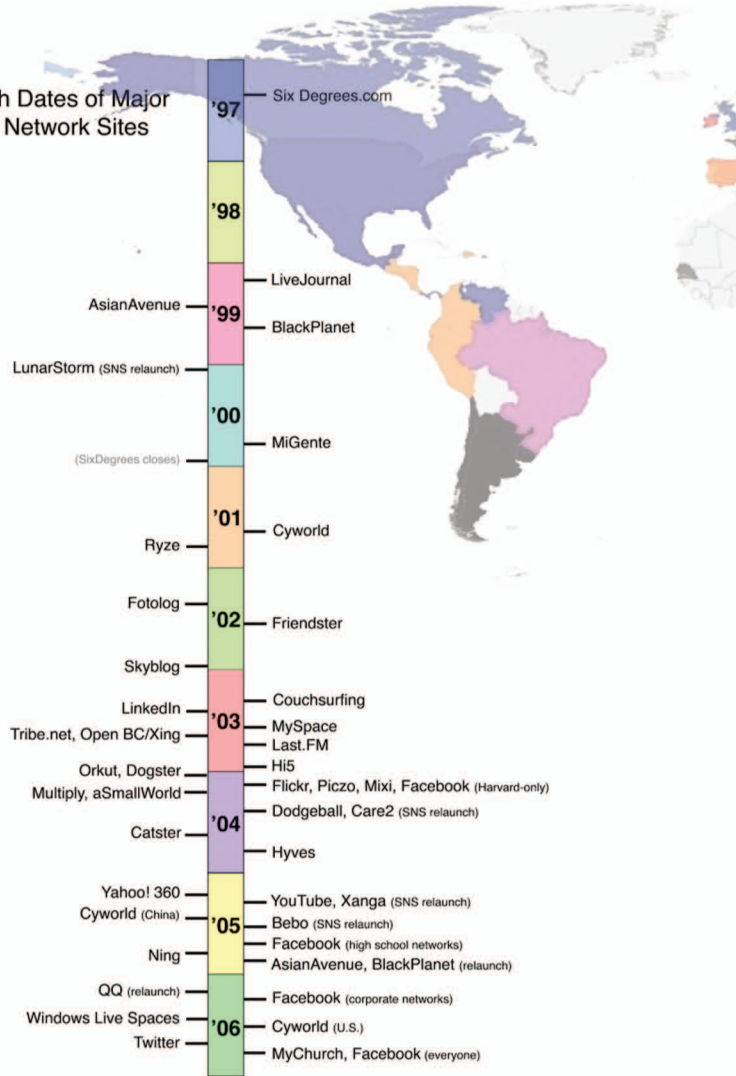 h Dates of Major
Network Sites
'97
Six Degrees.com
'98
LiveJournal
AsianAvenue
'99
BlackPlanet
LunarStorm (SNS relaunch)
'00
MiGente
(SixDegrees closes)
'01
Cyworld
Ryze
Fotolog
'02
Friendster
Skyblog
Couchsurfing
LinkedIn
'03
MySpace
Tribe.net, Open BC/Xing
Last.FM
Hi5
Orkut, Dogster
Flickr, Piczo, Mixi, Facebook (Harvard-only)
Multiply, aSmallWorld
Dodgeball, Care2 (SNS relaunch)
'04
Catster
Hyves
Yahoo! 360
YouTube, Xanga (SNS relaunch)
Cyworld (China)
'05
Bebo (SNS relaunch)
Facebook (high school networks)
Ning
AsianAvenue, BlackPlanet (relaunch)
QQ (relaunch)
Facebook (corporate networks)
Windows Live Spaces
'06
Cyworld (U.S.)
Twitter
MyChurch, Facebook (everyone)